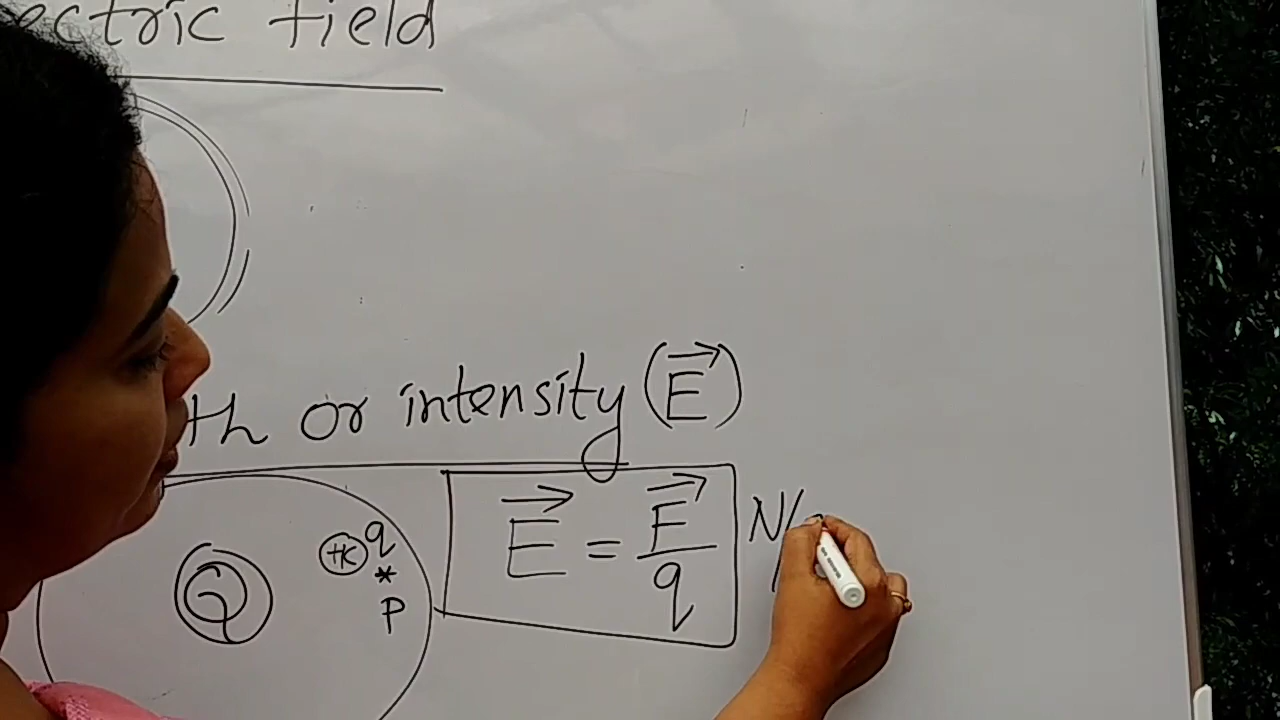 ectric field
th or intensity (E⃗)
E⃗ = F⃗/q N/
Q
+ q
*
P